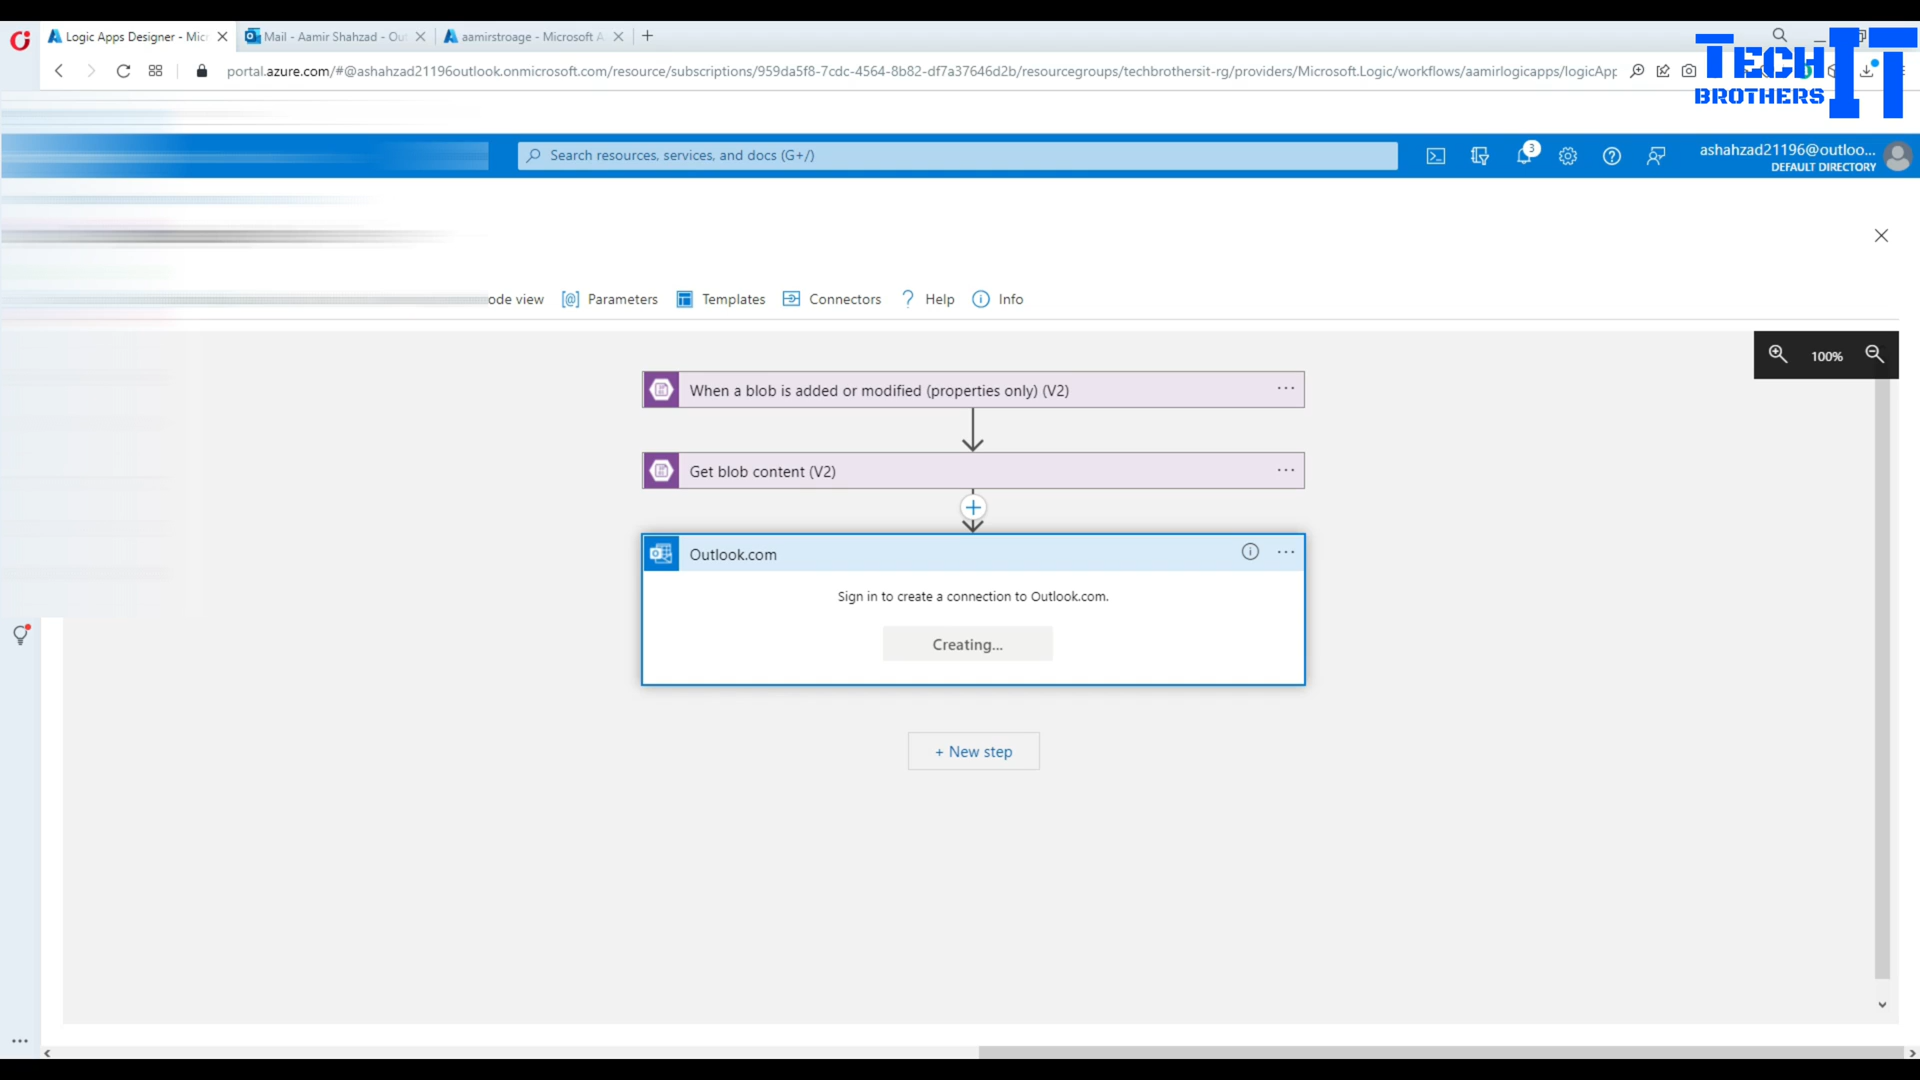 Logic Apps Designer - Micr
Mail - Aamir Shahzad - Out
aamirstroage - Microsoft A
portal.azure.com/#@ashahzad21196outlook.onmicrosoft.com/resource/subscriptions/959da5f8-7cdc-4564-8b82-df7a37646d2b/resourcegroups/techbrothersit-rg/providers/Microsoft.Logic/workflows/aamirlogicapps/logicApp
TECH IT
BROTHERS
Search resources, services, and docs (G+/)
3
ashahzad21196@outloo...
DEFAULT DIRECTORY
ode view
Parameters
Templates
Connectors
Help
Info
100%
When a blob is added or modified (properties only) (V2)
Get blob content (V2)
Outlook.com
Sign in to create a connection to Outlook.com.
Creating...
+ New step